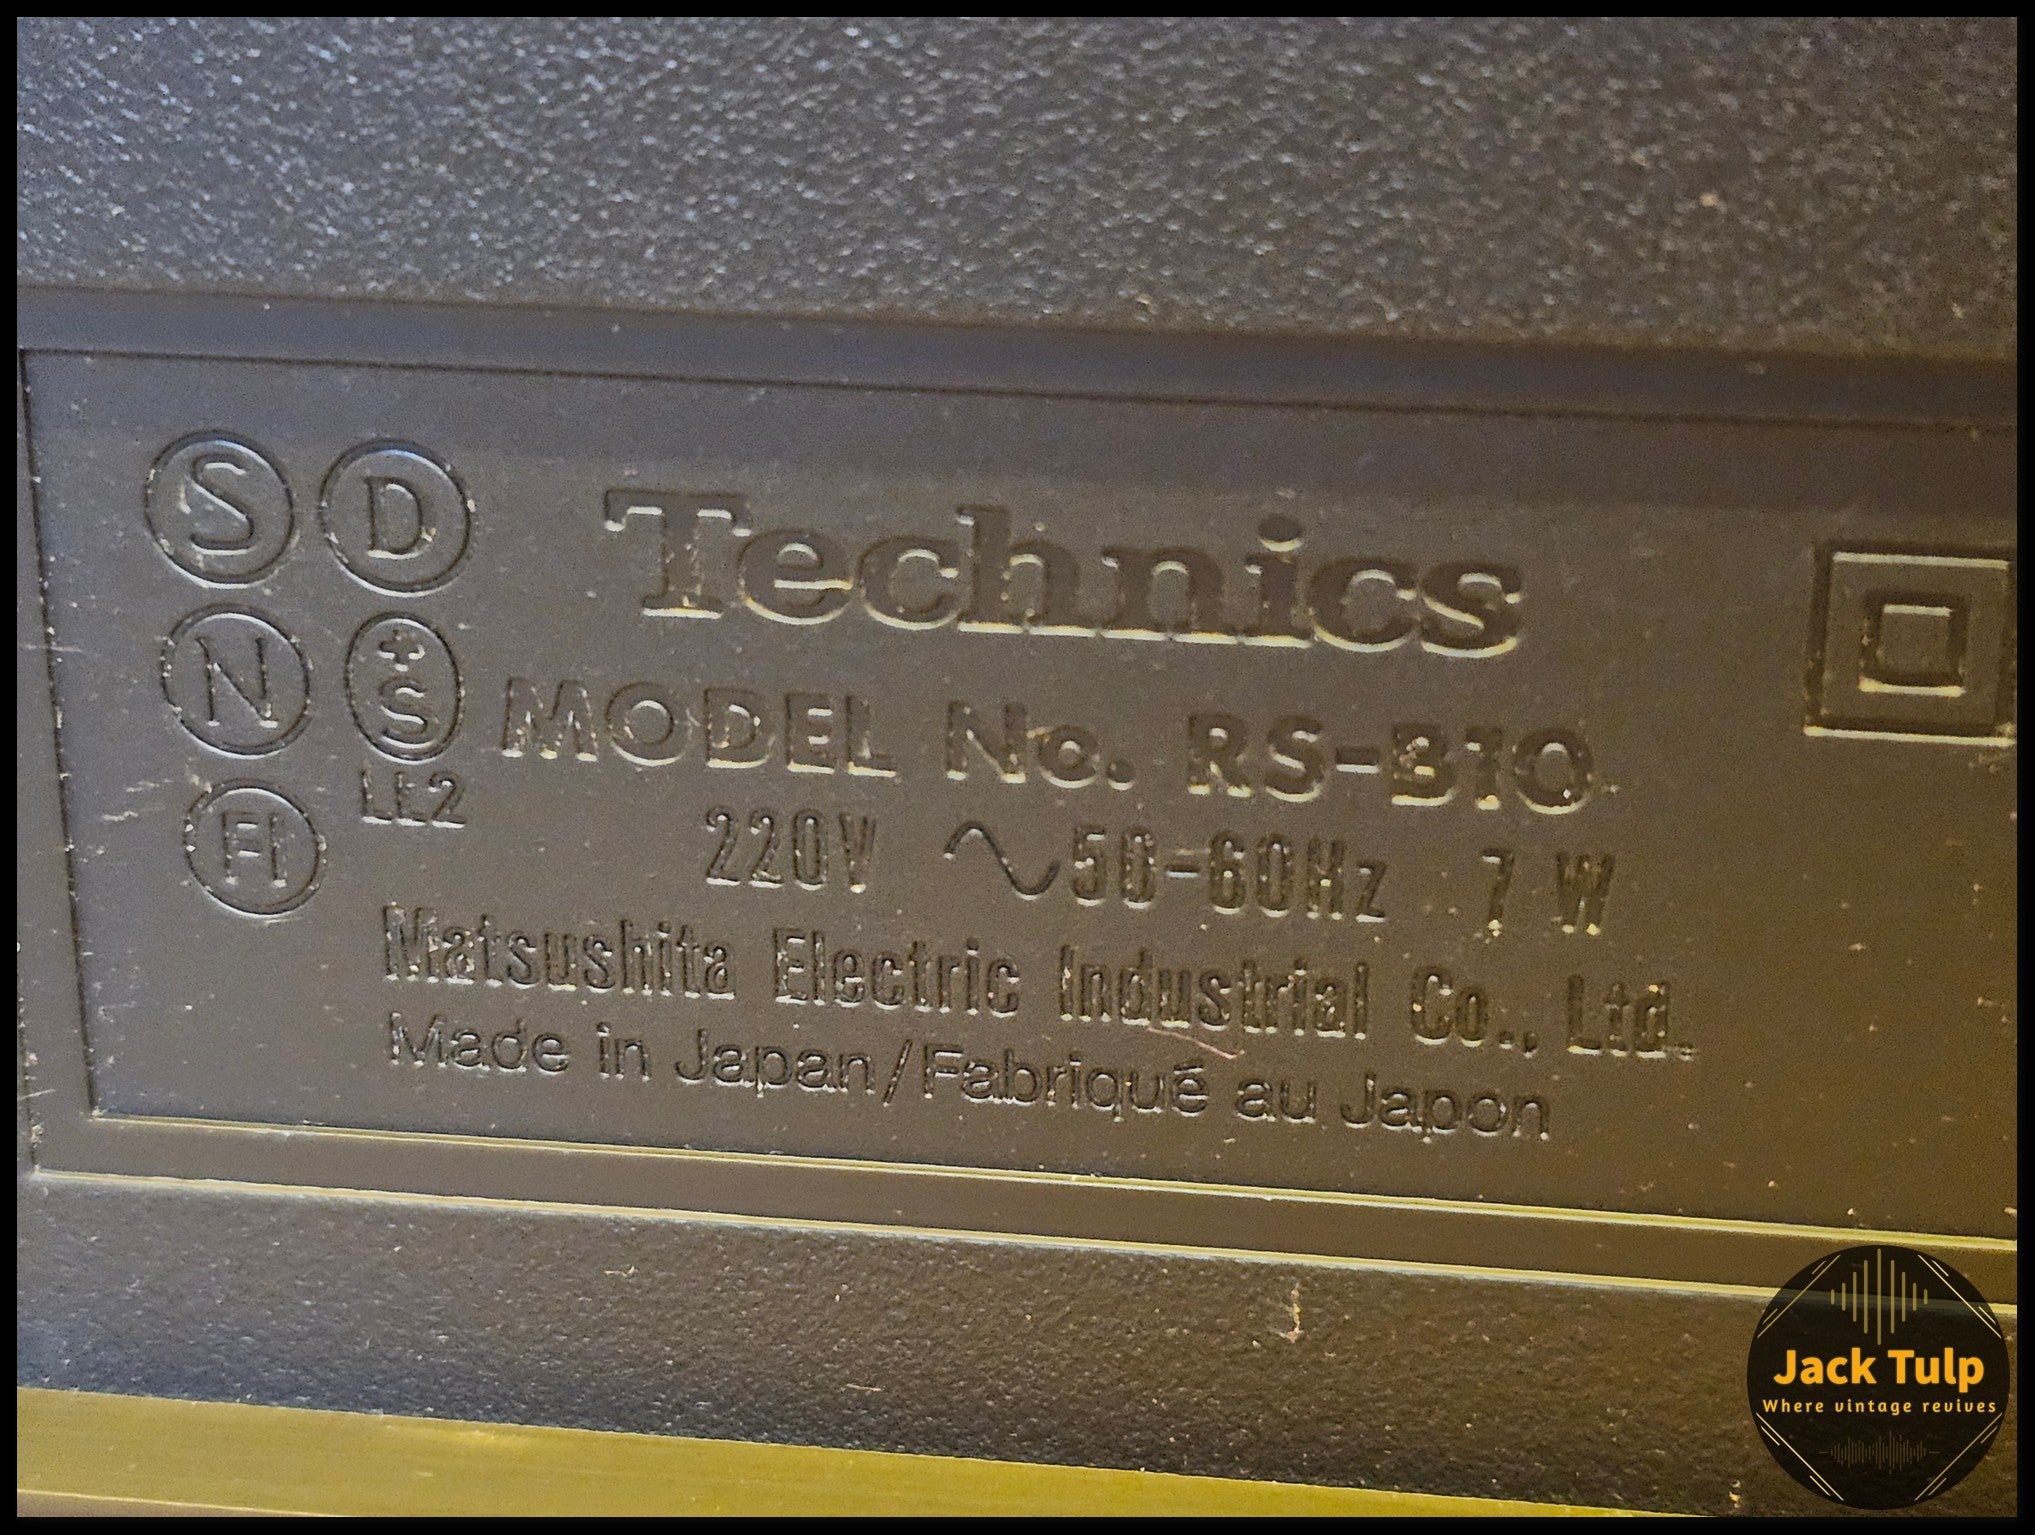 S D
N +S
FI LE2
Technics
MODEL No. RS-B10
220V ∿ 50-60Hz 7 W
Matsushita Electric Industrial Co., Ltd.
Made in Japan/Fabriqué au Japon
Jack Tulp
Where vintage revives